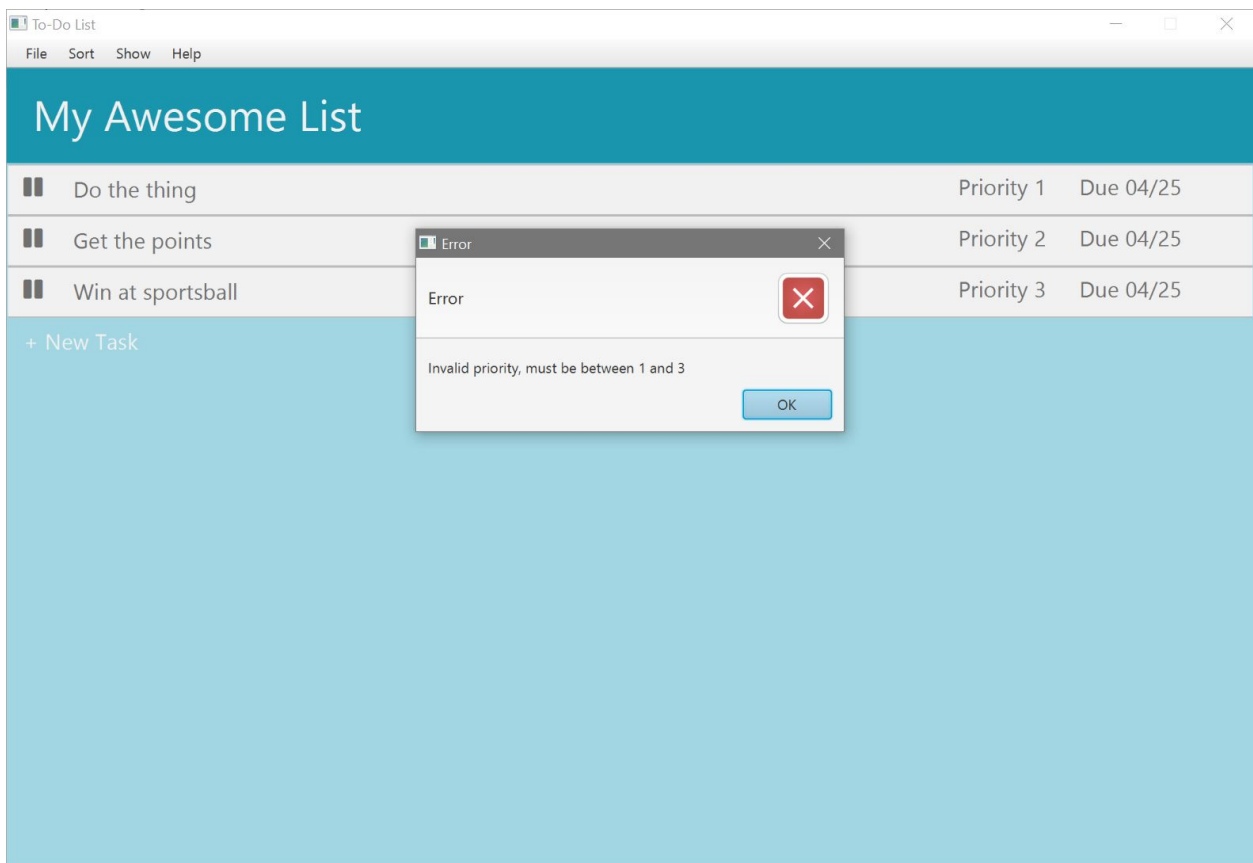 To-Do List
File Sort Show Help
My Awesome List
Do the thing Priority 1 Due 04/25
Get the points Priority 2 Due 04/25
Win at sportsball Priority 3 Due 04/25
+ New Task
Error
Error
Invalid priority, must be between 1 and 3
OK